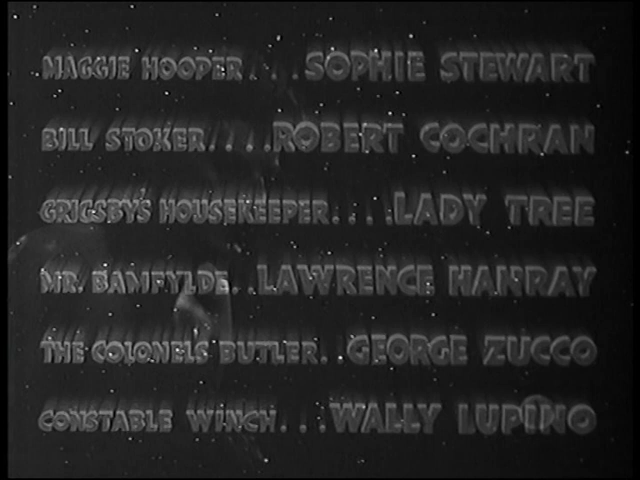 MAGGIE HOOPER....SOPHIE STEWART
BILL STOKER....ROBERT COCHRAN
GRIGSBY'S HOUSEKEEPER....LADY TREE
MR. BAMFYLDE..LAWRENCE HANRAY
THE COLONELS BUTLER..GEORGE ZUCCO
CONSTABLE WINCH...WALLY LUPINO